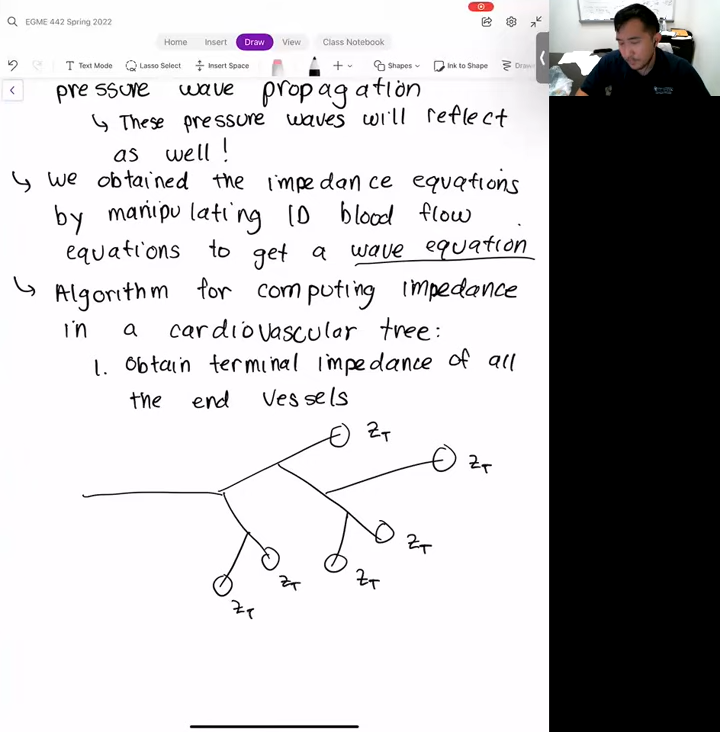 EGME 442 Spring 2022
Home Insert Draw View Class Notebook
Text Mode Lasso Select Insert Space Shapes Ink to Shape Draw
pressure wave propagation
↳ These pressure waves will reflect
as well!
↳ we obtained the impedance equations
by manipulating 1D blood flow
equations to get a wave equation
↳ Algorithm for computing impedance
in a cardiovascular tree:
1. Obtain terminal impedance of all
the end vessels
Z_T
Z_T
Z_T
Z_T
Z_T
Z_T